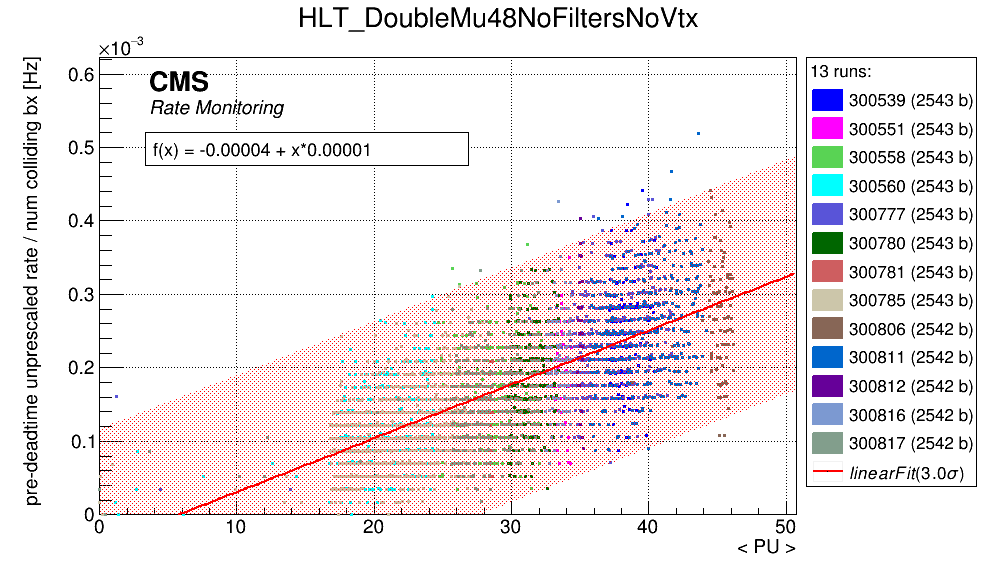 HLT_DoubleMu48NoFiltersNoVtx
×10⁻³
pre-deadtime unprescaled rate / num colliding bx [Hz]
CMS
Rate Monitoring
f(x) = -0.00004 + x*0.00001
0.6
0.5
0.4
0.3
0.2
0.1
0
0 10 20 30 40 50
< PU >
13 runs:
300539 (2543 b)
300551 (2543 b)
300558 (2543 b)
300560 (2543 b)
300777 (2543 b)
300780 (2543 b)
300781 (2543 b)
300785 (2543 b)
300806 (2542 b)
300811 (2542 b)
300812 (2542 b)
300816 (2542 b)
300817 (2542 b)
linearFit(3.0σ)